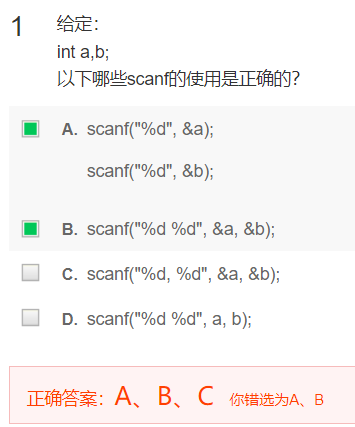 1 给定：
int a,b;
以下哪些scanf的使用是正确的？
A. scanf("%d", &a);
scanf("%d", &b);
B. scanf("%d %d", &a, &b);
C. scanf("%d, %d", &a, &b);
D. scanf("%d %d", a, b);
正确答案：A、B、C 你错选为A、B